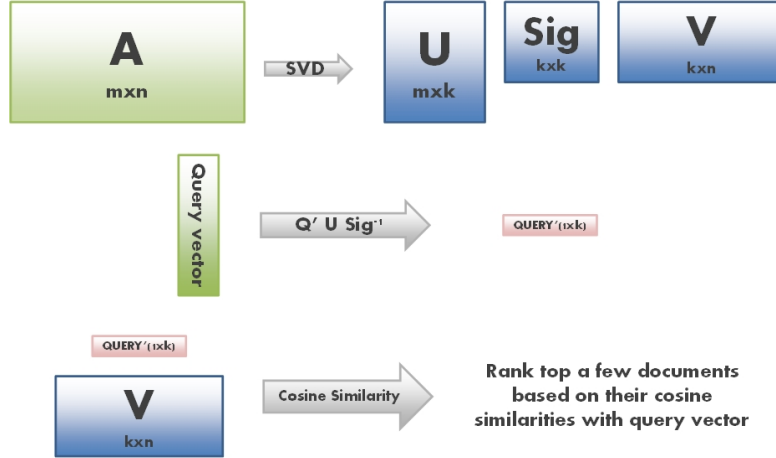 A
mxn
SVD
U
mxk
Sig
kxk
V
kxn
Query vector
Q' U Sig⁻¹
QUERY'(1xk)
QUERY'(1xk)
V
kxn
Cosine Similarity
Rank top a few documents
based on their cosine
similarities with query vector